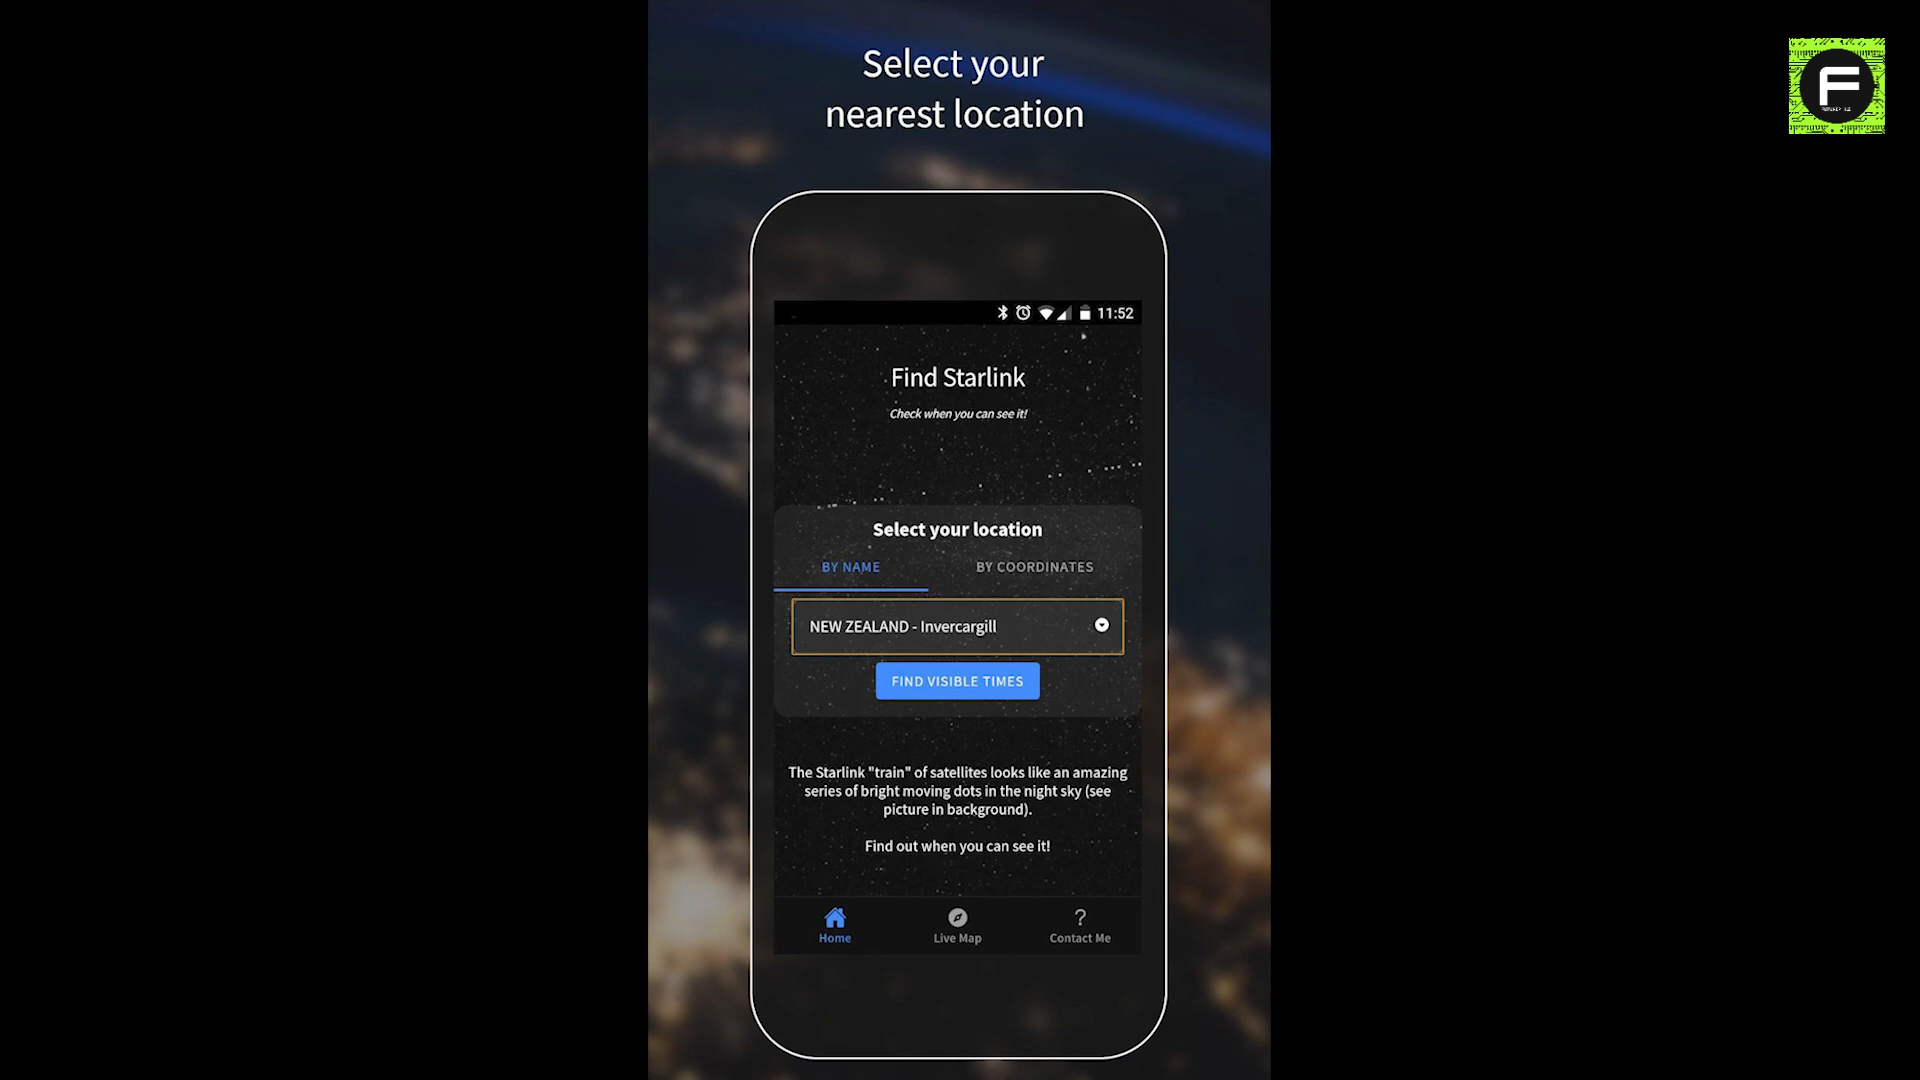 Select your
nearest location
F
11:52
Find Starlink
Check when you can see it!
Select your location
BY NAME
BY COORDINATES
NEW ZEALAND - Invercargill
FIND VISIBLE TIMES
The Starlink "train" of satellites looks like an amazing
series of bright moving dots in the night sky (see
picture in background).
Find out when you can see it!
Home
Live Map
? Contact Me